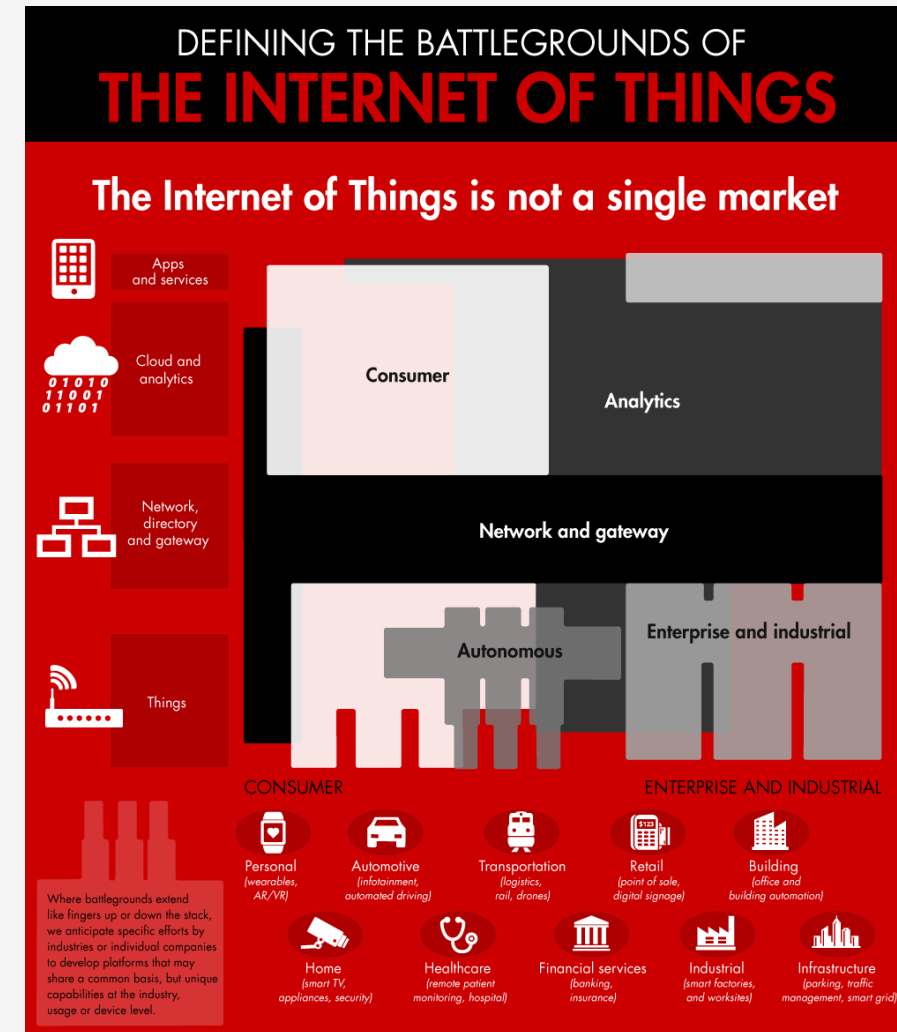 DEFINING THE BATTLEGROUNDS OF
THE INTERNET OF THINGS
The Internet of Things is not a single market
Apps
and services
Cloud and
analytics
01010
11001
01101
Network,
directory
and gateway
Things
Consumer
Analytics
Network and gateway
Autonomous
Enterprise and industrial
CONSUMER
ENTERPRISE AND INDUSTRIAL
Personal
(wearables,
AR/VR)
Automotive
(infotainment,
automated driving)
Transportation
(logistics,
rail, drones)
$123
Retail
(point of sale,
digital signage)
Building
(office and
building automation)
Home
(smart TV,
appliances, security)
Healthcare
(remote patient
monitoring, hospital)
Financial services
(banking,
insurance)
Industrial
(smart factories,
and worksites)
Infrastructure
(parking, traffic
management, smart grid)
Where battlegrounds extend
like fingers up or down the stack,
we anticipate specific efforts by
industries or individual companies
to develop platforms that may
share a common basis, but unique
capabilities at the industry,
usage or device level.